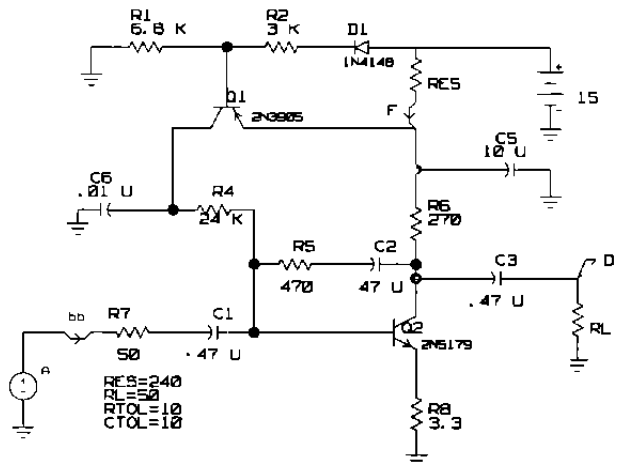 R1
6.8 K
R2
3 K
D1
1N4148
RES
F
+
15
Q1
2N3905
C5
10 U
C6
.01 U
R4
24 K
R6
270
R5
470
C2
.47 U
C3
.47 U
D
RL
bb
R7
50
C1
.47 U
Q2
2N5179
A
1
RES=240
RL=50
RTOL=10
CTOL=10
R8
3.3